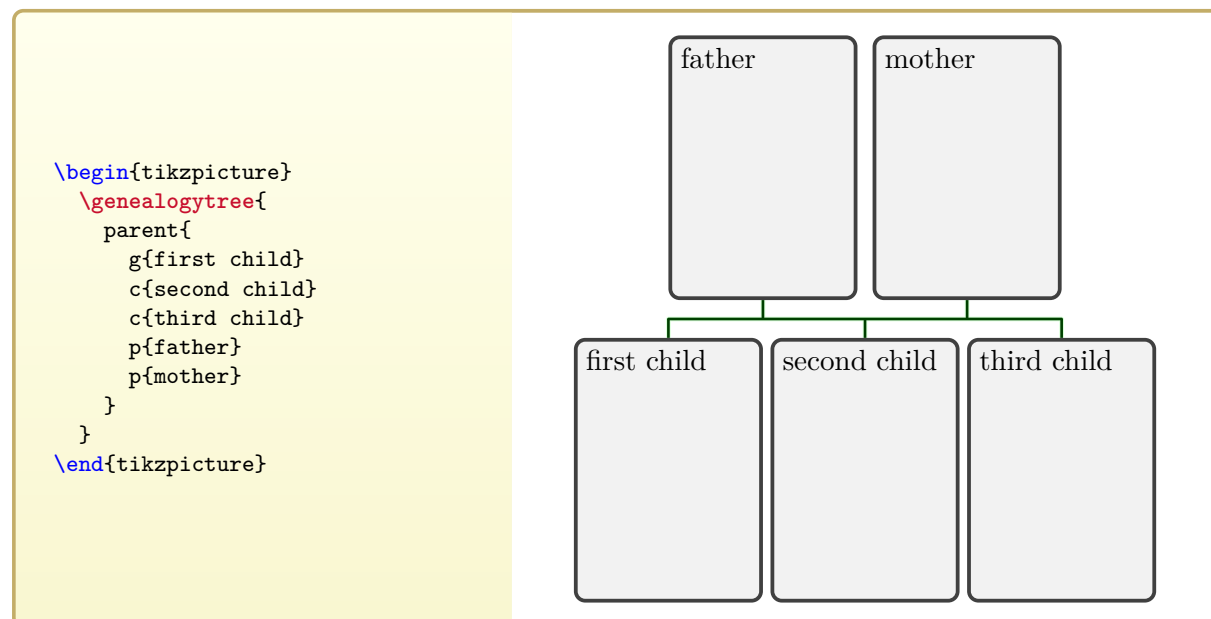 \begin{tikzpicture}
  \genealogytree{
    parent{
      g{first child}
      c{second child}
      c{third child}
      p{father}
      p{mother}
    }
  }
\end{tikzpicture}
father mother
first child second child third child